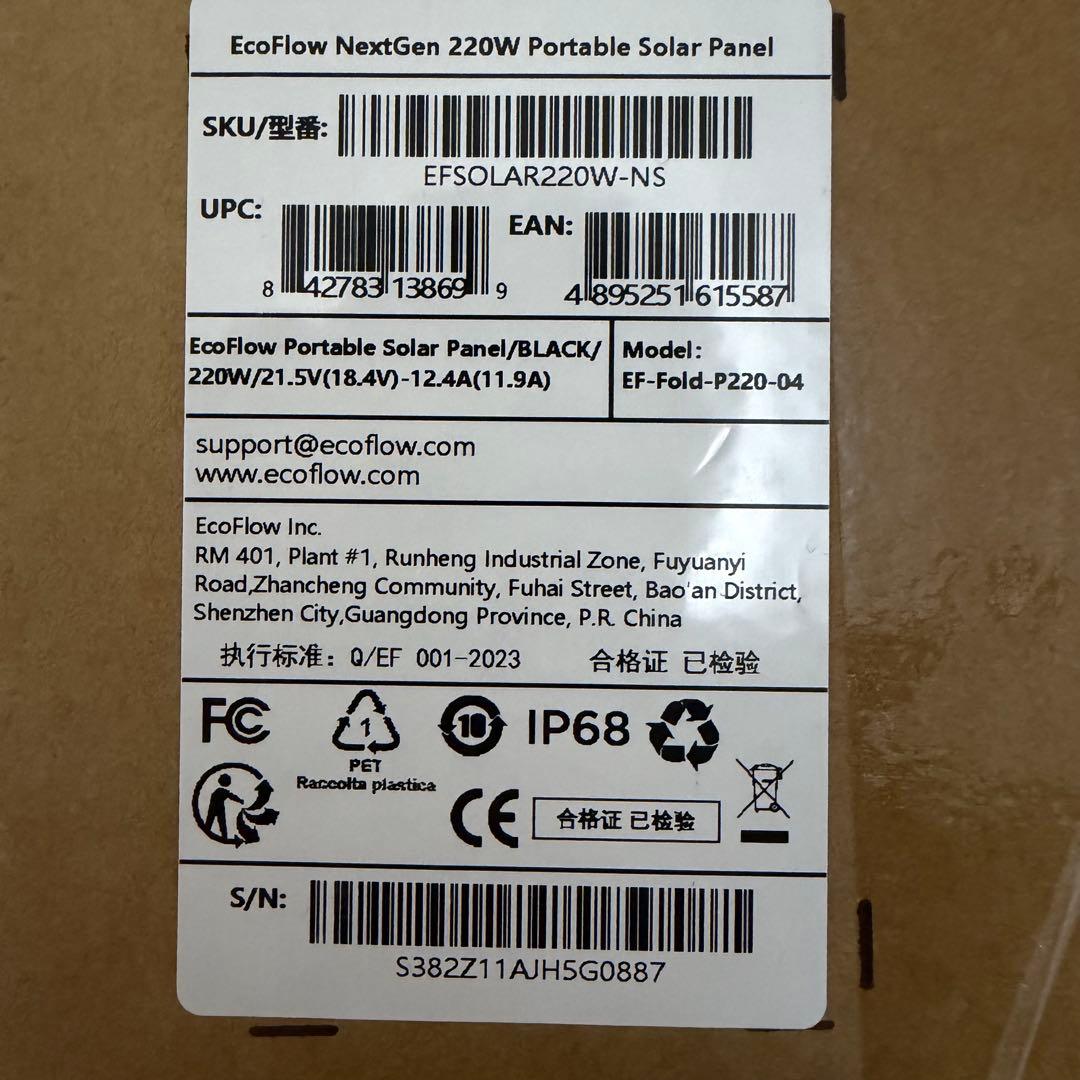 EcoFlow NextGen 220W Portable Solar Panel
SKU/型番:
EFSOLAR220W-NS
UPC:
8 42783 13869 9
EAN:
4 895251 615587
EcoFlow Portable Solar Panel/BLACK/
220W/21.5V(18.4V)-12.4A(11.9A)
Model:
EF-Fold-P220-04
support@ecoflow.com
www.ecoflow.com
EcoFlow Inc.
RM 401, Plant #1, Runheng Industrial Zone, Fuyuanyi
Road,Zhancheng Community, Fuhai Street, Bao'an District,
Shenzhen City,Guangdong Province, P.R. China
执行标准：Q/EF 001-2023 合格证 已检验
FC
1
PET
Raccolta plastica
10
IP68
CE
合格证 已检验
S/N:
S382Z11AJH5G0887